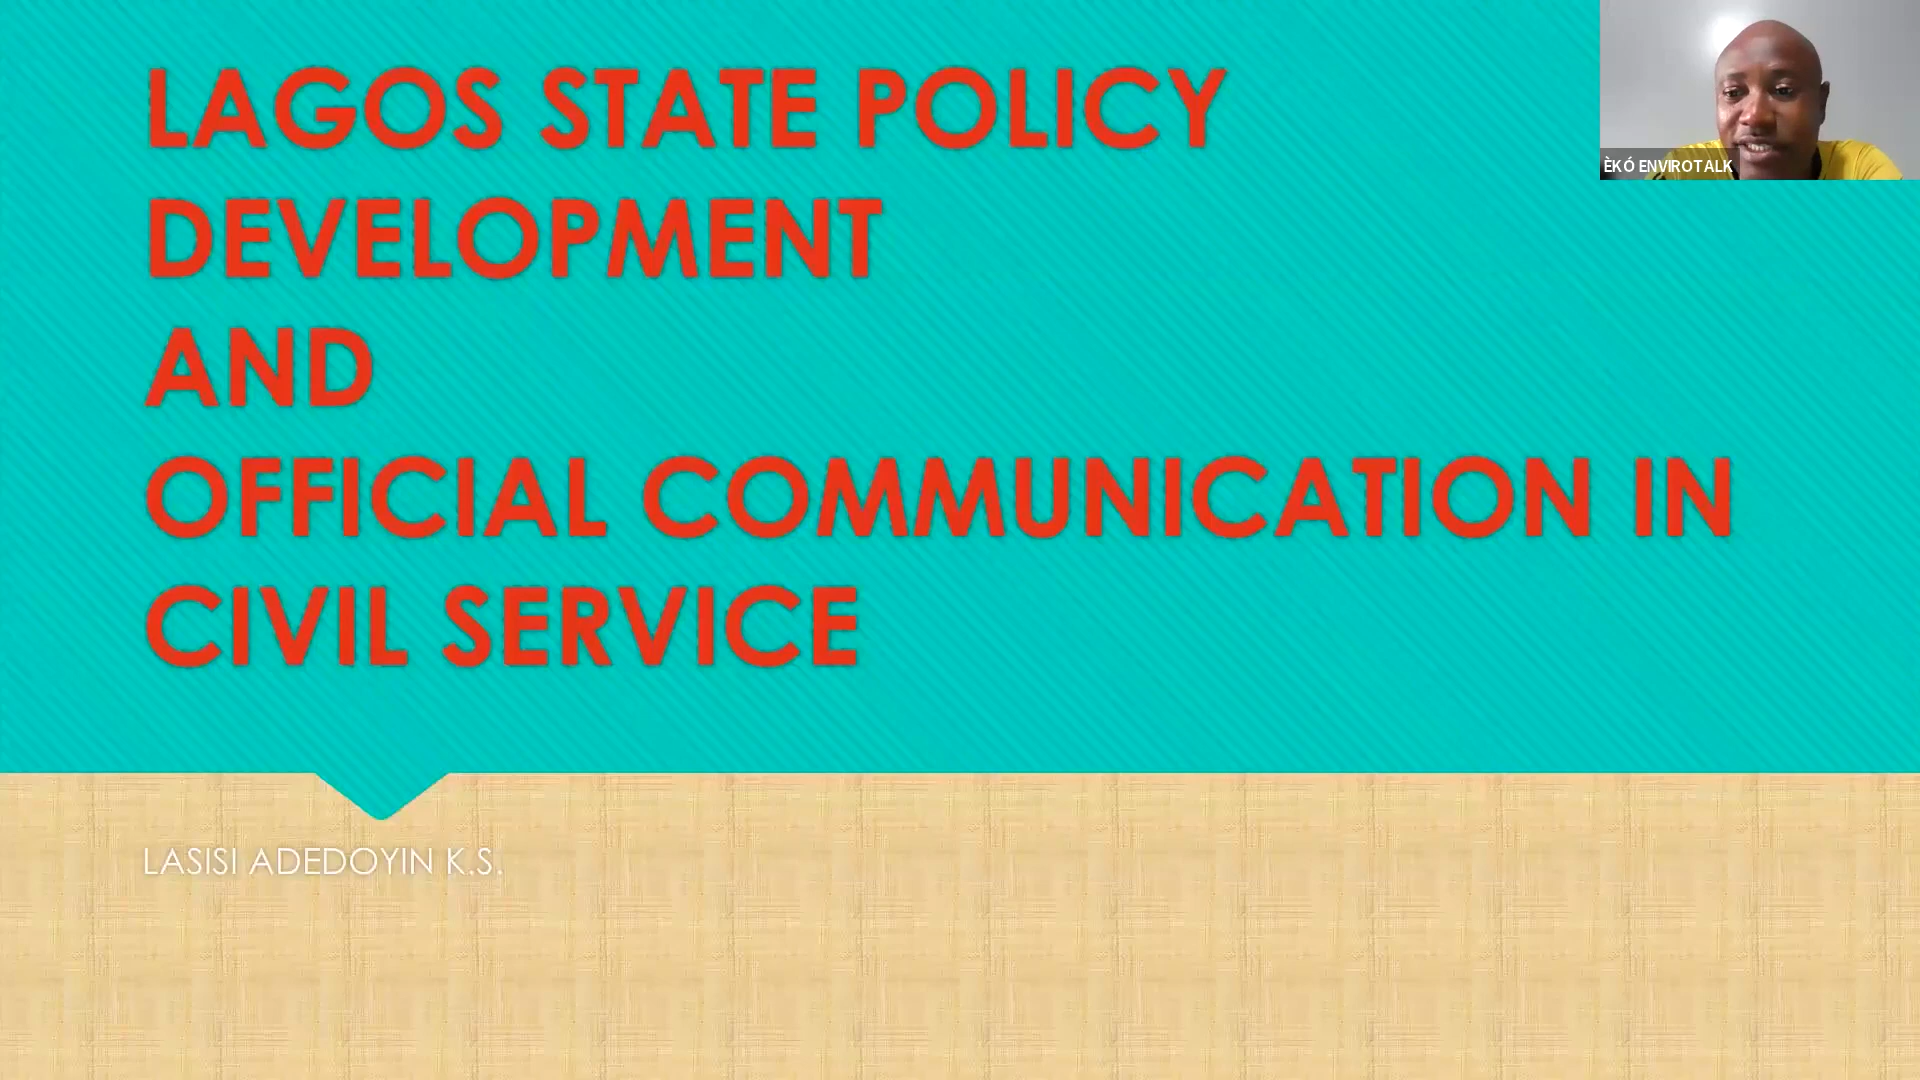 LAGOS STATE POLICY
DEVELOPMENT
AND
OFFICIAL COMMUNICATION IN
CIVIL SERVICE
ÈKÓ ENVIROTALK
LASISI ADEDOYIN K.S.